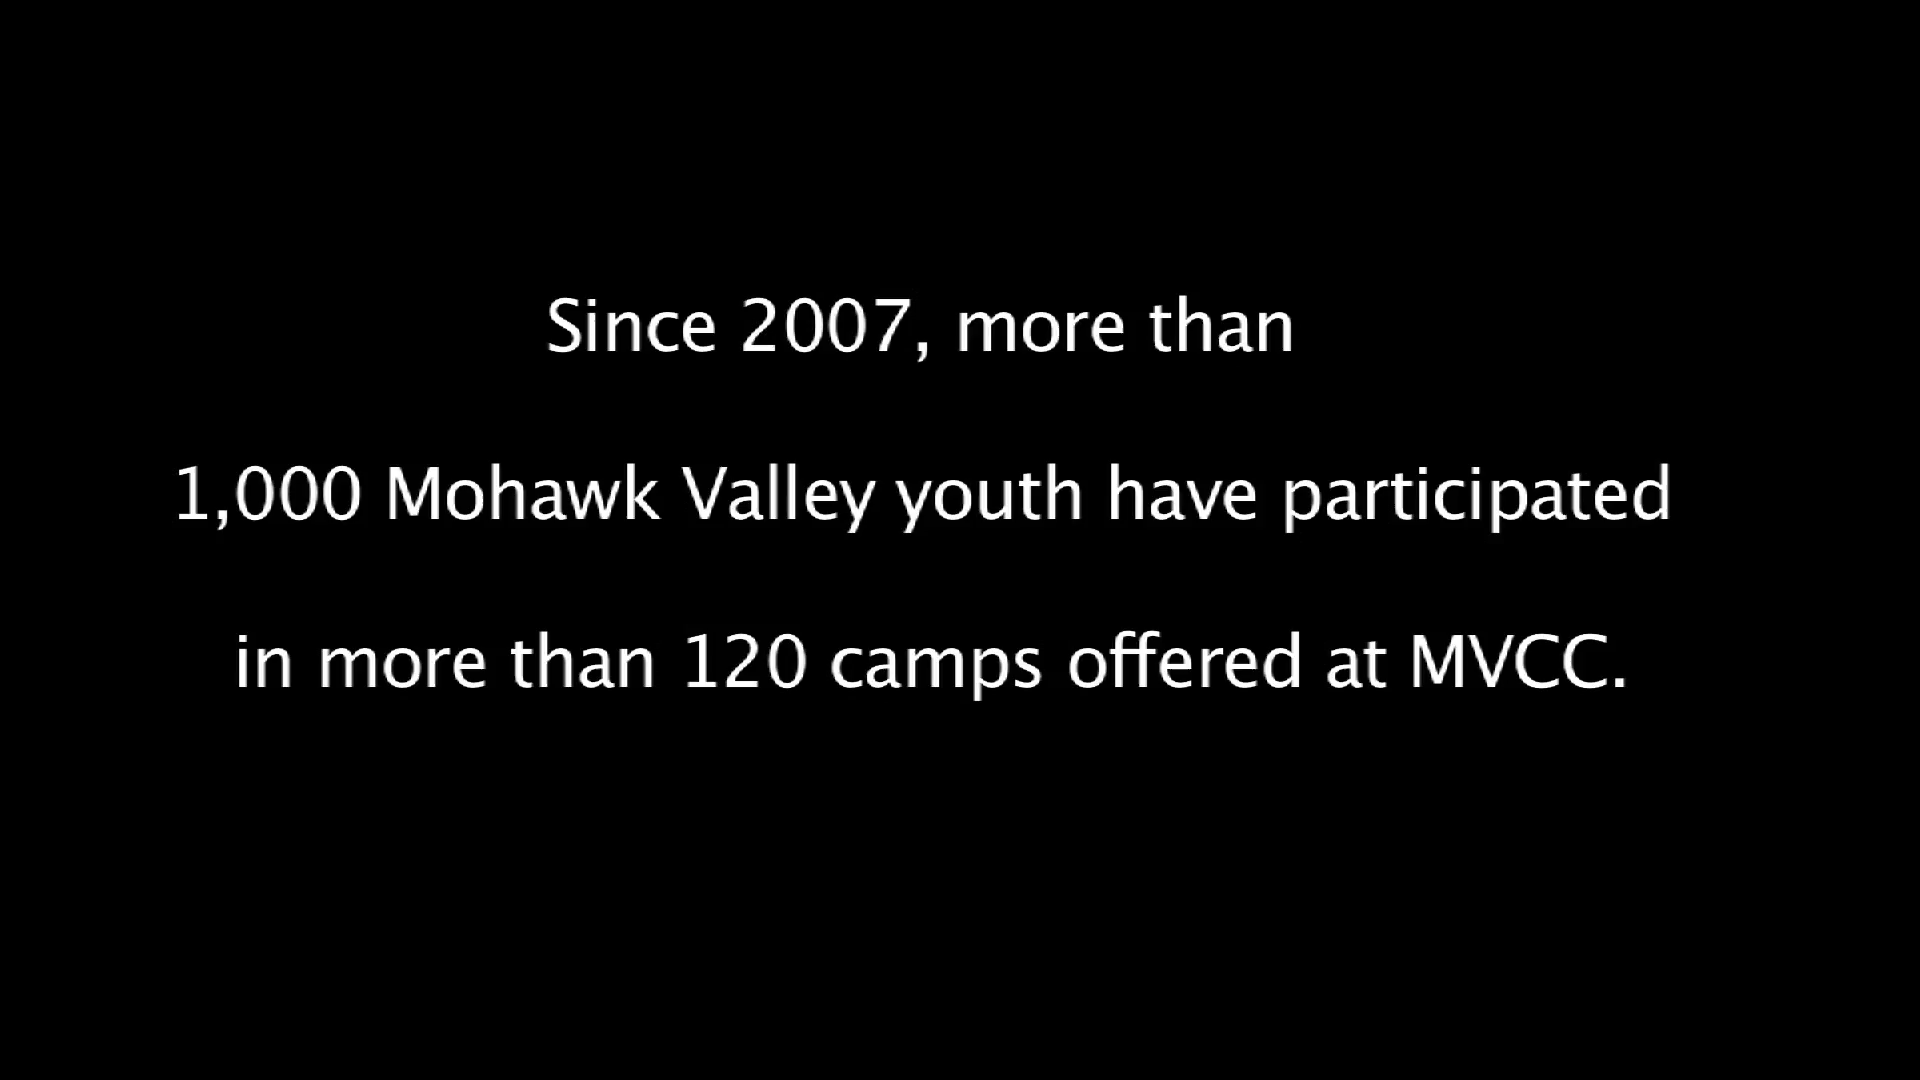 Since 2007, more than
1,000 Mohawk Valley youth have participated
in more than 120 camps offered at MVCC.